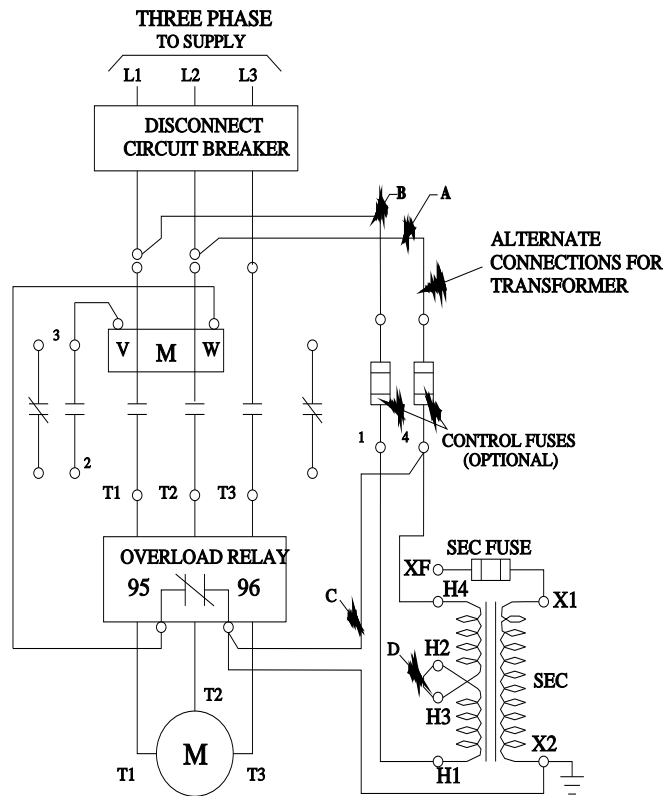 THREE PHASE
TO SUPPLY
L1 L2 L3
DISCONNECT
CIRCUIT BREAKER
B A
ALTERNATE
CONNECTIONS FOR
TRANSFORMER
3
V M W
1 4
CONTROL FUSES
(OPTIONAL)
2
T1 T2 T3
OVERLOAD RELAY
95 96
SEC FUSE
XF
H4
X1
C
D
H2
SEC
H3
T2
M
T1 T3
X2
H1